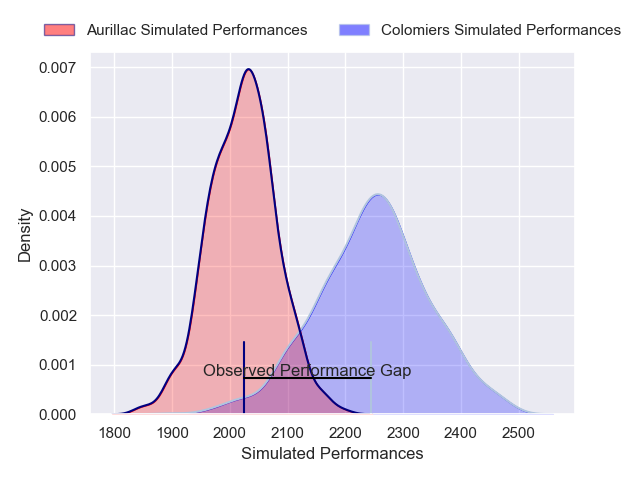 Aurillac Simulated Performances
Colomiers Simulated Performances
0.007
0.006
0.005
0.004
0.003
0.002
0.001
0.000
Density
Observed Performance Gap
1800 1900 2000 2100 2200 2300 2400 2500
Simulated Performances